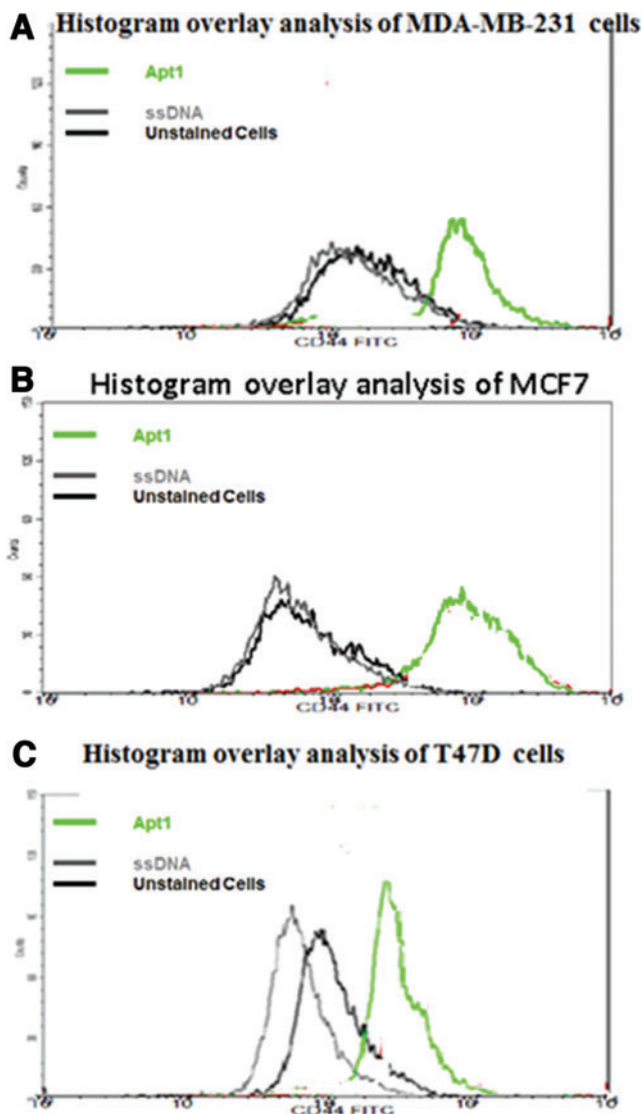 A Histogram overlay analysis of MDA-MB-231 cells
Apt1
ssDNA
Unstained Cells
CD44 FITC
B Histogram overlay analysis of MCF7
Apt1
ssDNA
Unstained Cells
CD44 FITC
C Histogram overlay analysis of T47D cells
Apt1
ssDNA
Unstained Cells
CD44 FITC